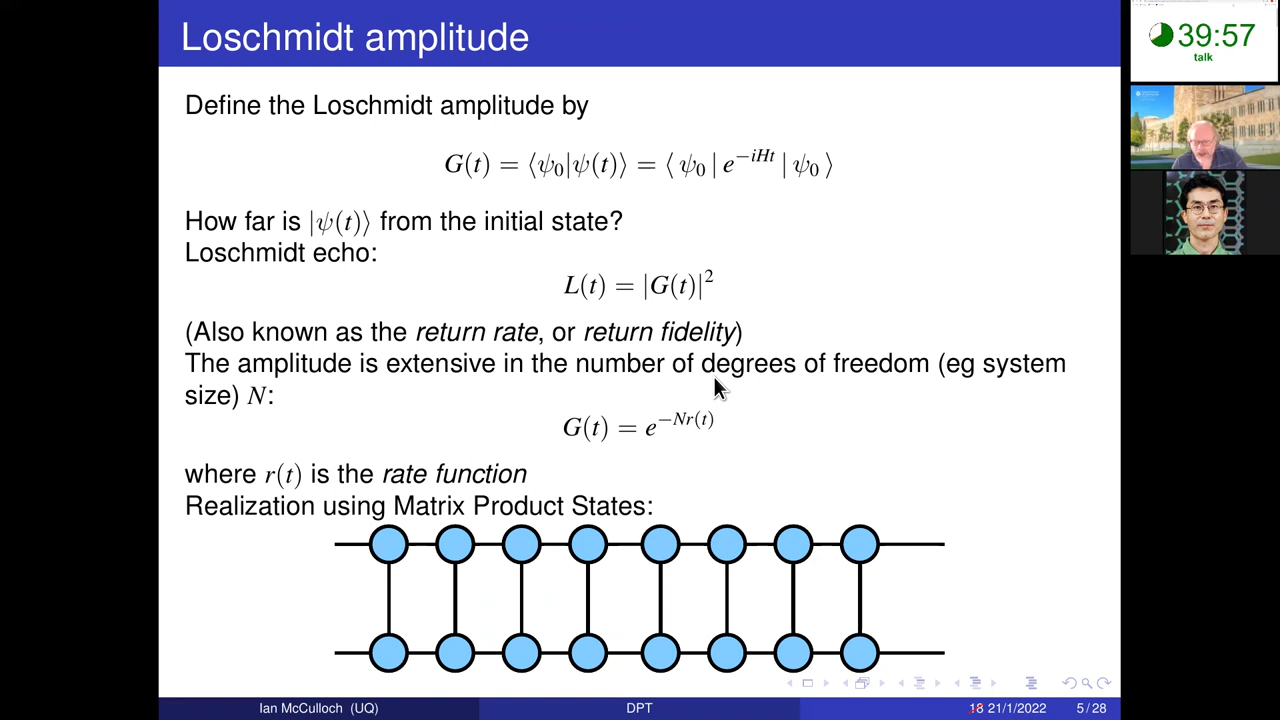 Loschmidt amplitude
39:57
talk
Define the Loschmidt amplitude by
G(t) = ⟨ψ₀|ψ(t)⟩ = ⟨ ψ₀ | e^{−iHt} | ψ₀ ⟩
How far is |ψ(t)⟩ from the initial state?
Loschmidt echo:
L(t) = |G(t)|²
(Also known as the return rate, or return fidelity)
The amplitude is extensive in the number of degrees of freedom (eg system
size) N:
G(t) = e^{−Nr(t)}
where r(t) is the rate function
Realization using Matrix Product States:
Ian McCulloch (UQ)
DPT
18 21/1/2022
5 / 28